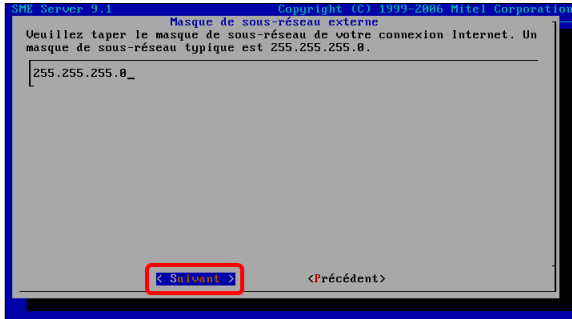 SME Server 9.1 Copyright (C) 1999-2006 Mitel Corporation
Masque de sous-réseau externe
Veuillez taper le masque de sous-réseau de votre connexion Internet. Un
masque de sous-réseau typique est 255.255.255.0.
255.255.255.0_
< Suivant > <Précédent>